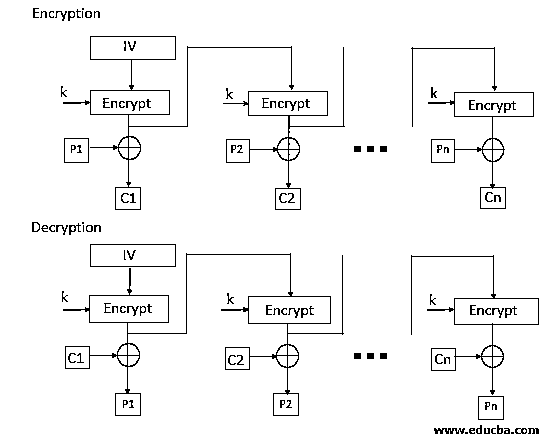 Encryption
IV
k Encrypt k Encrypt k Encrypt
P1 P2 Pn
C1 C2 Cn
Decryption
IV
k Encrypt k Encrypt k Encrypt
C1 C2 Cn
P1 P2 Pn
www.educba.com